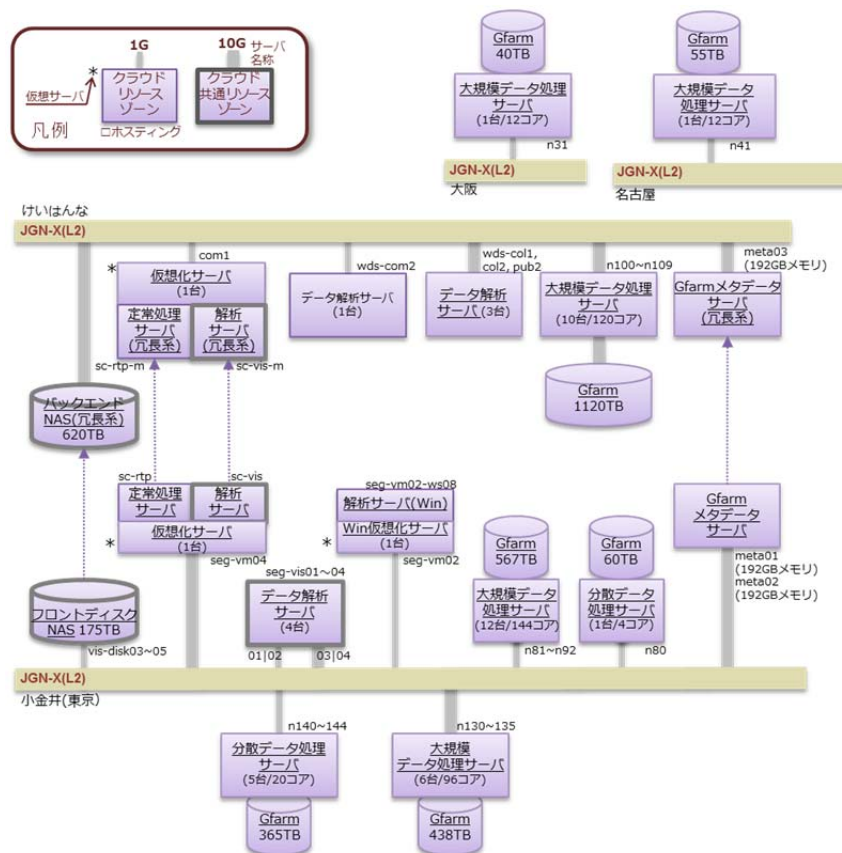 1G
10G
サーバ
名称
*
クラウド
リソース
ゾーン
クラウド
共通リソース
ゾーン
仮想サーバ
凡例
□ホスティング
Gfarm
40TB
大規模データ処理
サーバ
(1台/12コア)
n31
JGN-X(L2)
大阪
Gfarm
55TB
大規模データ
処理サーバ
(1台/12コア)
n41
JGN-X(L2)
名古屋
けいはんな
JGN-X(L2)
com1
*
仮想化サーバ
(1台)
定常処理
サーバ
(冗長系)
解析
サーバ
(冗長系)
sc-rtp-m
sc-vis-m
wds-com2
データ解析サーバ
(1台)
wds-col1,
col2, pub2
データ解析
サーバ(3台)
n100~n109
大規模データ処理
サーバ
(10台/120コア)
Gfarm
1120TB
meta03
(192GBメモリ)
Gfarmメタデータ
サーバ
(冗長系)
バックエンド
NAS(冗長系)
620TB
sc-rtp
sc-vis
定常処理
サーバ
解析
サーバ
仮想化サーバ
(1台)
*
seg-vm04
seg-vm02-ws08
解析サーバ(Win)
Win仮想化サーバ
(1台)
*
seg-vm02
Gfarm
567TB
大規模データ
処理サーバ
(12台/144コア)
n81~n92
Gfarm
60TB
分散データ
処理サーバ
(1台/4コア)
n80
Gfarm
メタデータ
サーバ
meta01
(192GBメモリ)
meta02
(192GBメモリ)
フロントディスク
NAS 175TB
vis-disk03~05
seg-vis01~04
データ解析
サーバ
(4台)
01|02
03|04
JGN-X(L2)
小金井(東京)
n140~144
分散データ処理
サーバ
(5台/20コア)
Gfarm
365TB
n130~135
大規模
データ処理サーバ
(6台/96コア)
Gfarm
438TB